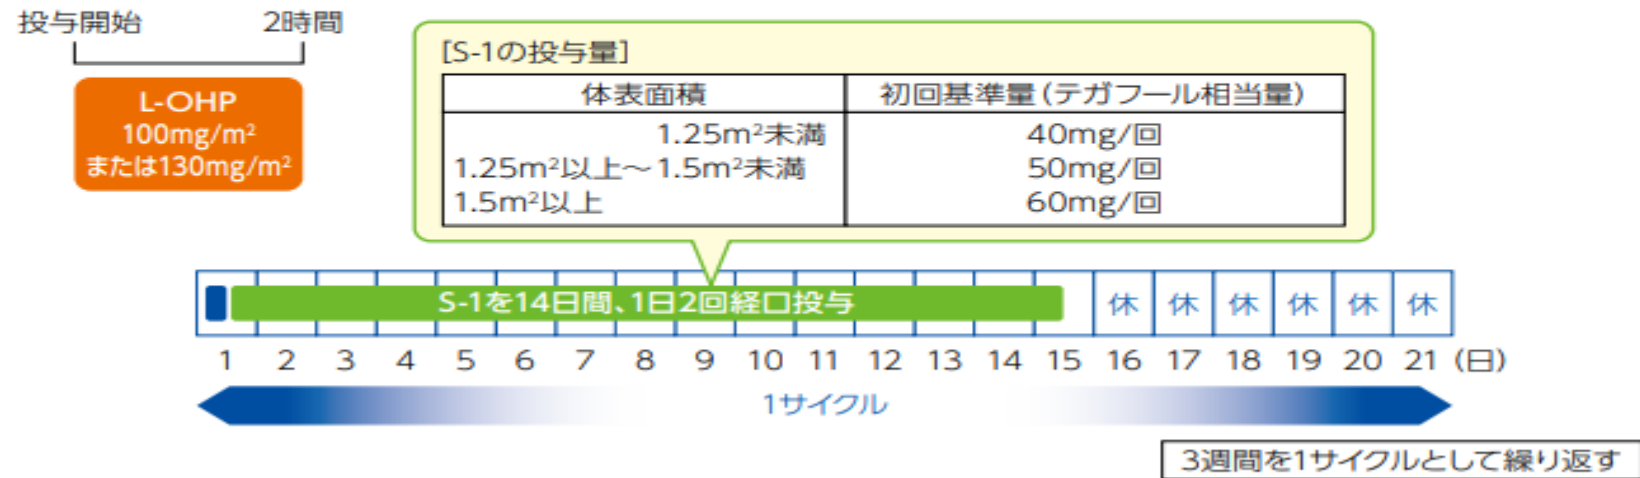 投与開始 2時間
L-OHP
100mg/m²
または130mg/m²
[S-1の投与量]
体表面積 初回基準量(テガフール相当量)
1.25m²未満 40mg/回
1.25m²以上～1.5m²未満 50mg/回
1.5m²以上 60mg/回
S-1を14日間、1日2回経口投与 休 休 休 休 休 休
1 2 3 4 5 6 7 8 9 10 11 12 13 14 15 16 17 18 19 20 21 (日)
1サイクル
3週間を1サイクルとして繰り返す